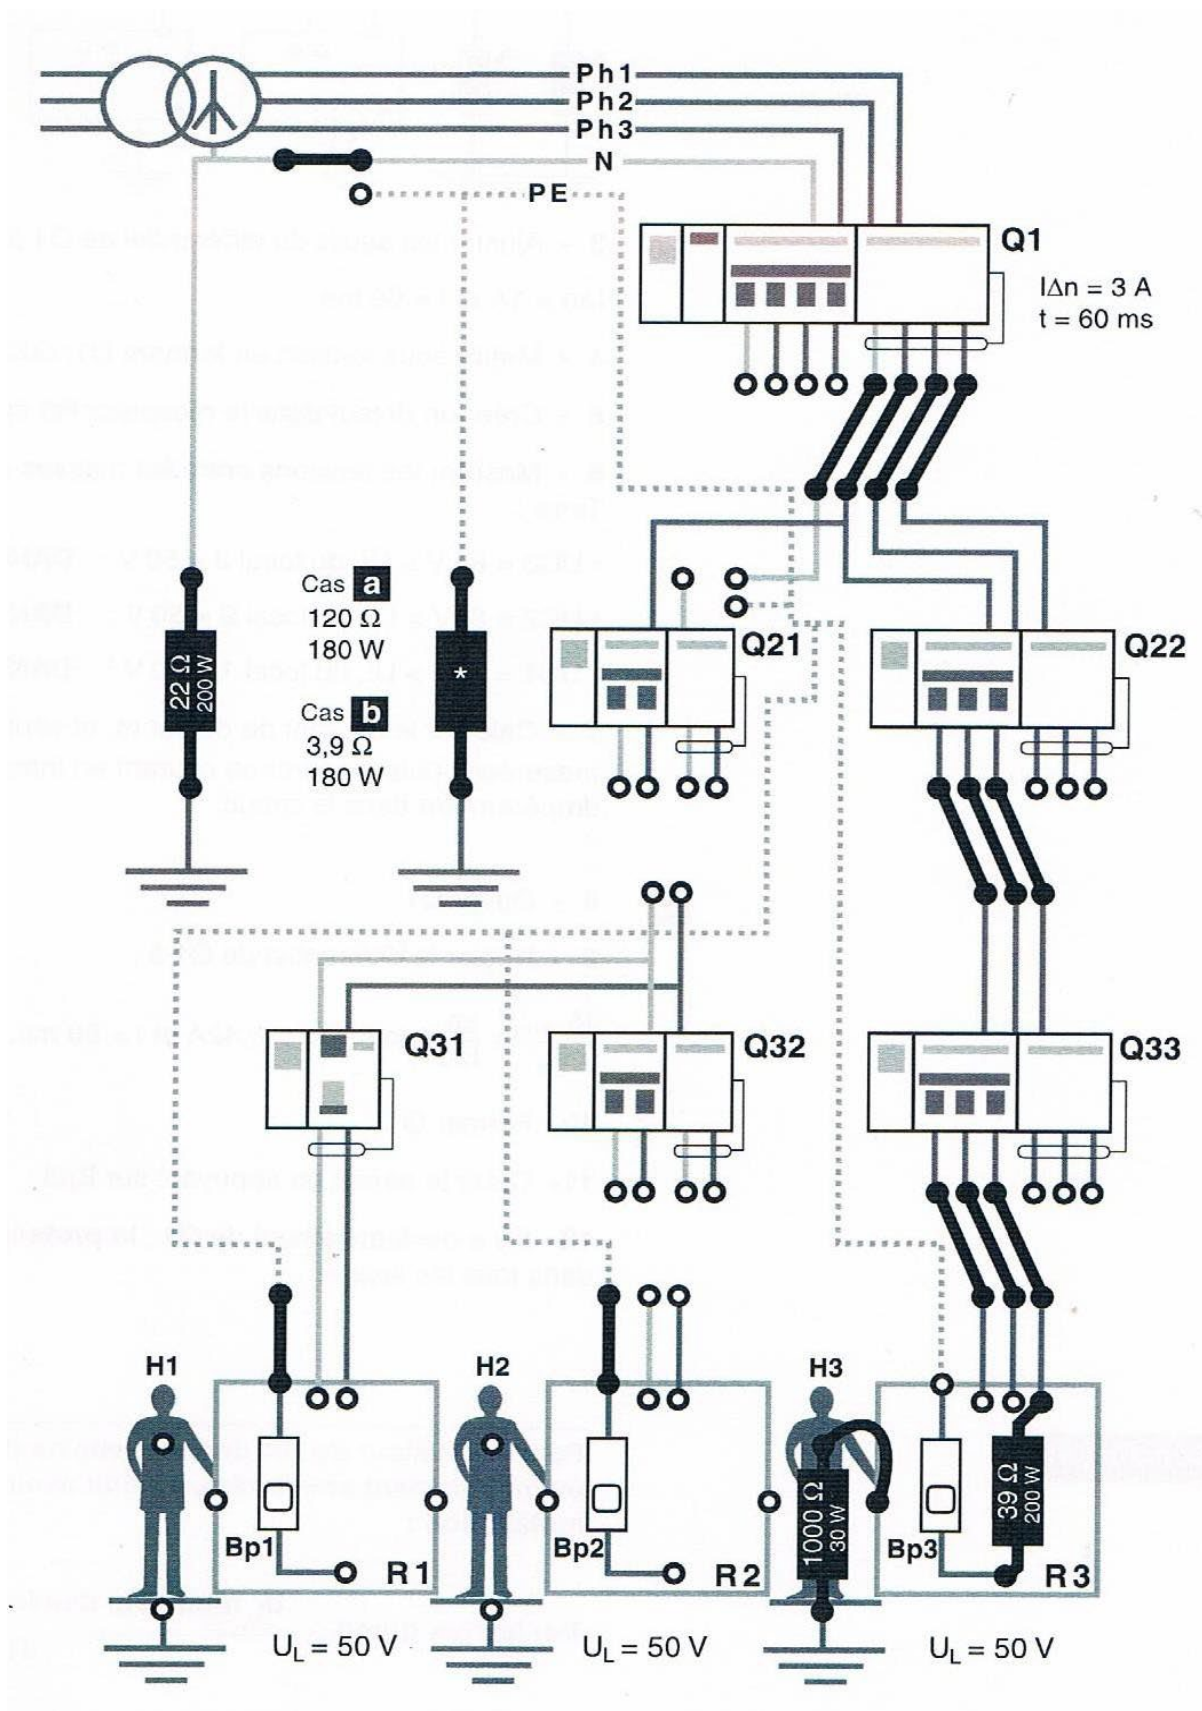 Ph1
Ph2
Ph3
N
PE
Q1
I∆n = 3 A
t = 60 ms
Cas a
120 Ω
180 W
22 Ω
200 W
*
Cas b
3,9 Ω
180 W
Q21
Q22
Q31
Q32
Q33
H1
H2
H3
1000 Ω
30 W
39 Ω
200 W
Bp1
R1
Bp2
R2
Bp3
R3
UL = 50 V
UL = 50 V
UL = 50 V